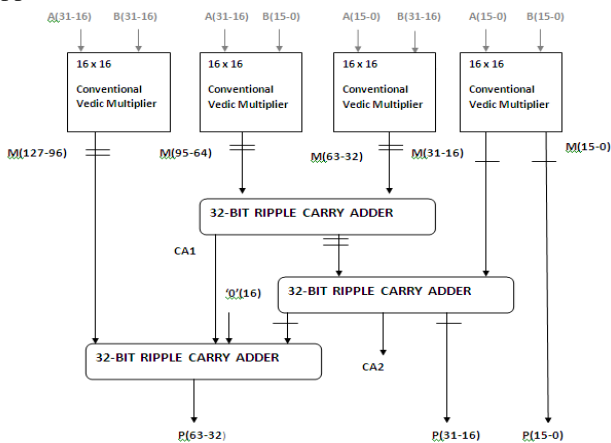 A(31-16) B(31-16) A(31-16) B(15-0) A(15-0) B(31-16) A(15-0) B(15-0)
16 x 16 16 x 16 16 x 16 16 x 16
Conventional Conventional Conventional Conventional
Vedic Multiplier Vedic Multiplier Vedic Multiplier Vedic Multiplier
M(127-96) M(95-64) M(63-32) M(31-16) M(15-0)
32-BIT RIPPLE CARRY ADDER
CA1
'0'(16)
32-BIT RIPPLE CARRY ADDER
32-BIT RIPPLE CARRY ADDER
CA2
P(63-32) P(31-16) P(15-0)